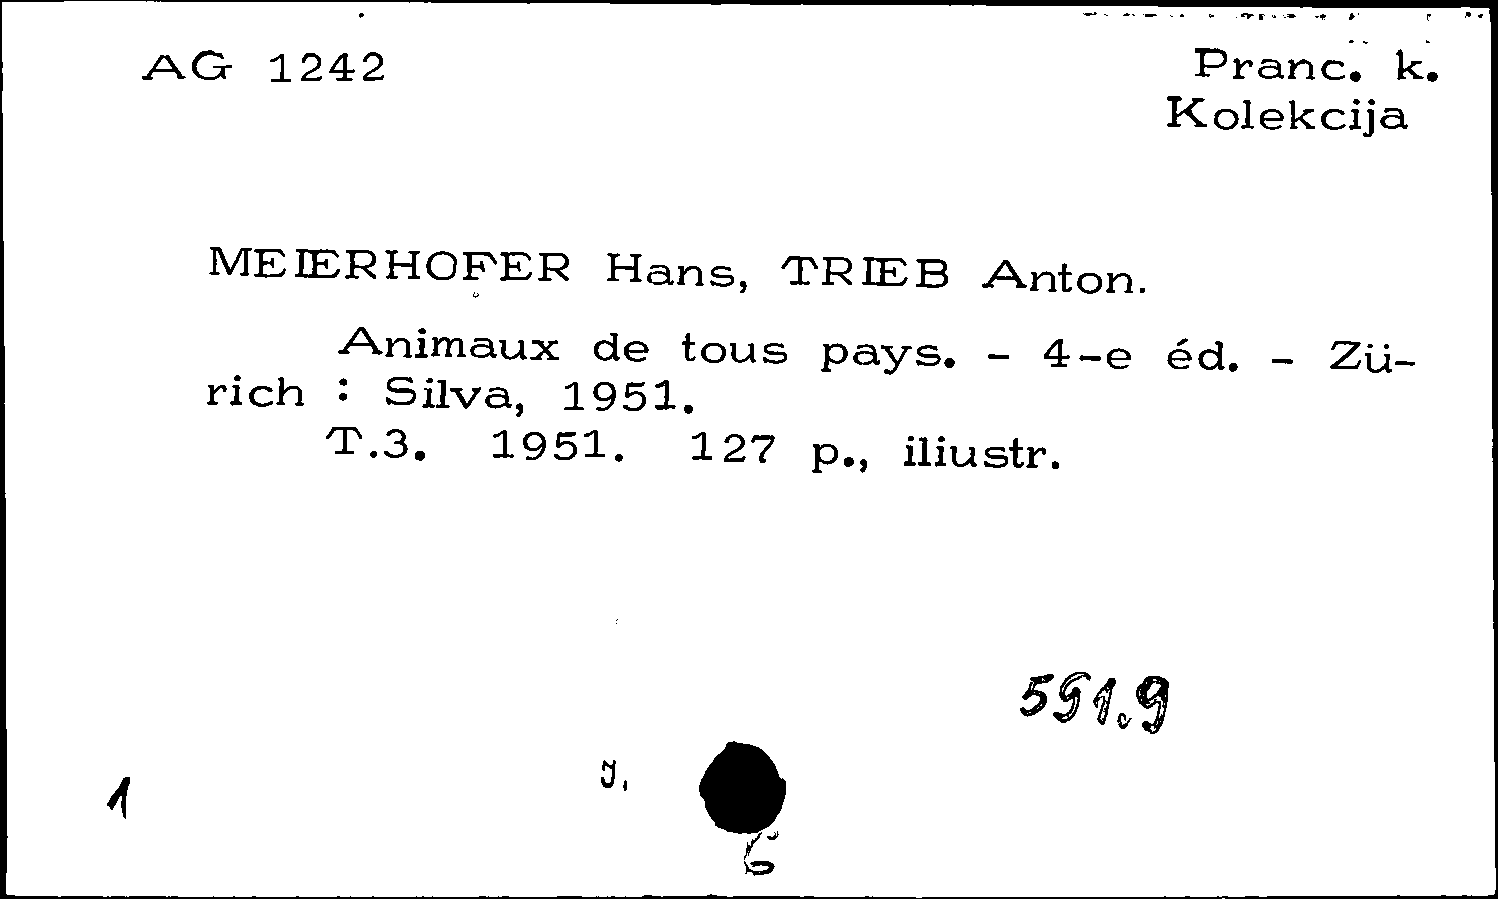 AG 1242
Pranc. k.
Kolekcija
MEIERHOFER Hans, TRIEB Anton.
Animaux de tous pays. - 4-e éd. - Zü-
rich : Silva, 1951.
T.3. 1951. 127 p., iliustr.
591.9
1
6